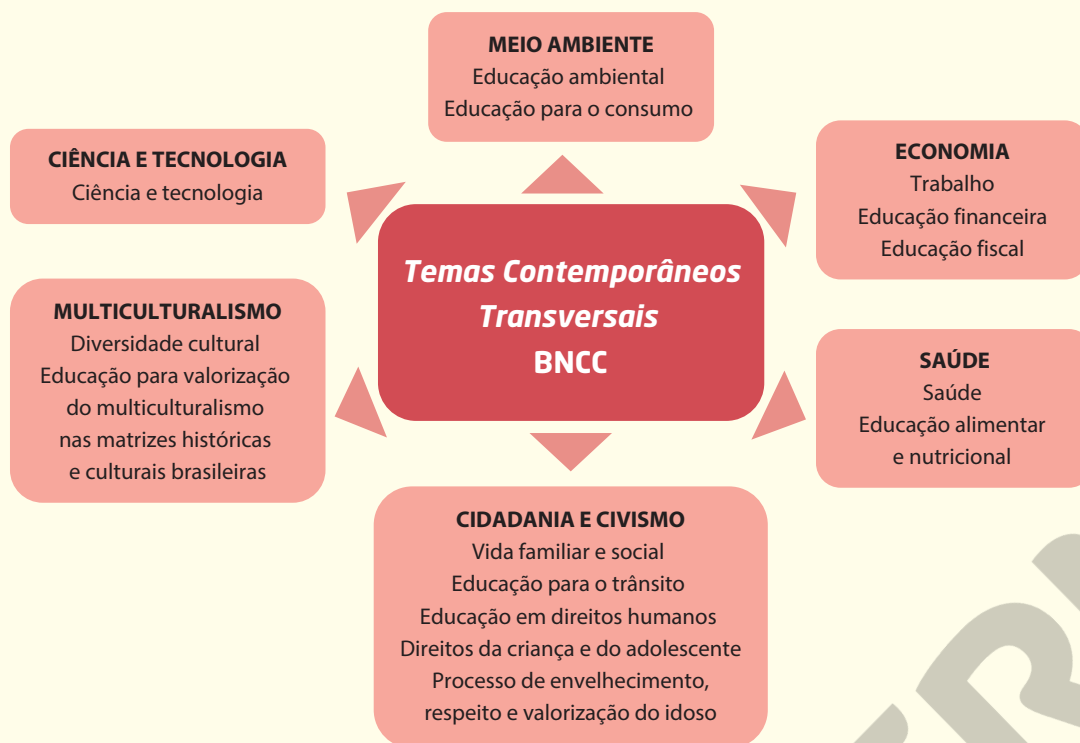 MEIO AMBIENTE
Educação ambiental
Educação para o consumo
CIÊNCIA E TECNOLOGIA
Ciência e tecnologia
ECONOMIA
Trabalho
Educação financeira
Educação fiscal
Temas Contemporâneos
Transversais
BNCC
MULTICULTURALISMO
Diversidade cultural
Educação para valorização
do multiculturalismo
nas matrizes históricas
e culturais brasileiras
SAÚDE
Saúde
Educação alimentar
e nutricional
CIDADANIA E CIVISMO
Vida familiar e social
Educação para o trânsito
Educação em direitos humanos
Direitos da criança e do adolescente
Processo de envelhecimento,
respeito e valorização do idoso